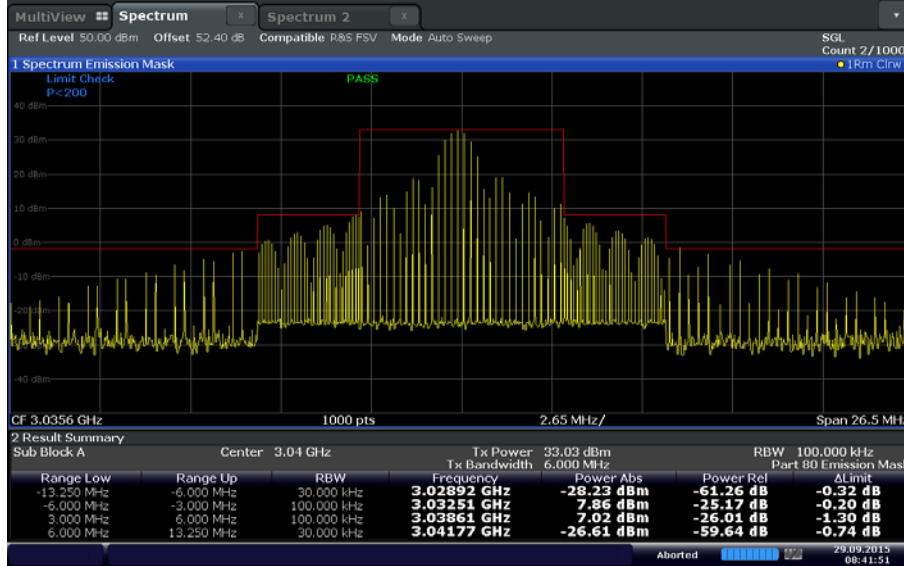 MultiView Spectrum x Spectrum 2 x
Ref Level 50.00 dBm Offset 52.40 dB Compatible R&S FSV Mode Auto Sweep SGL
Count 2/1000
1 Spectrum Emission Mask 1Rm Clrw
Limit Check PASS
P<200
40 dBm
30 dBm
20 dBm
10 dBm
0 dBm
-10 dBm
-20 dBm
-40 dBm
CF 3.0356 GHz 1000 pts 2.65 MHz/ Span 26.5 MH
2 Result Summary
Sub Block A Center 3.04 GHz Tx Power 33.03 dBm RBW 100.000 kHz
Tx Bandwidth 6.000 MHz Part 80 Emission Mas
Range Low Range Up RBW Frequency Power Abs Power Rel ΔLimit
-13.250 MHz -6.000 MHz 30.000 kHz 3.02892 GHz -28.23 dBm -61.26 dB -0.32 dB
-6.000 MHz -3.000 MHz 100.000 kHz 3.03251 GHz 7.86 dBm -25.17 dB -0.20 dB
3.000 MHz 6.000 MHz 100.000 kHz 3.03861 GHz 7.02 dBm -26.01 dB -1.30 dB
6.000 MHz 13.250 MHz 30.000 kHz 3.04177 GHz -26.61 dBm -59.64 dB -0.74 dB
Aborted 29.09.2015
08:41:51